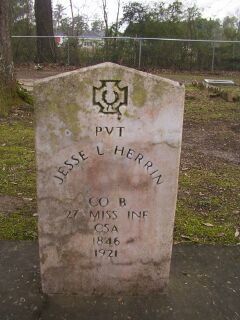 PVT
JESSE L HERRIN
CO B
27 MISS INF
CSA
1846
1921